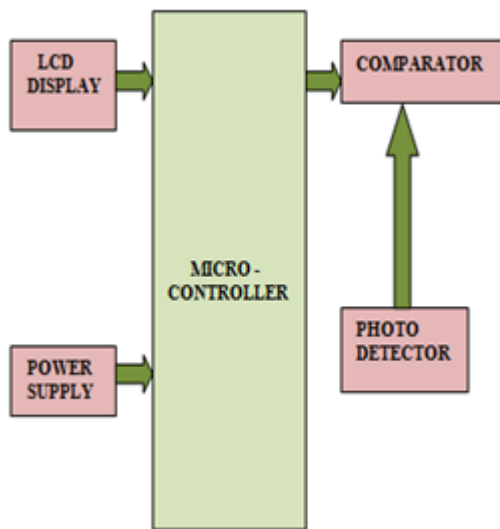 LCD
DISPLAY
COMPARATOR
MICRO -
CONTROLLER
PHOTO
DETECTOR
POWER
SUPPLY